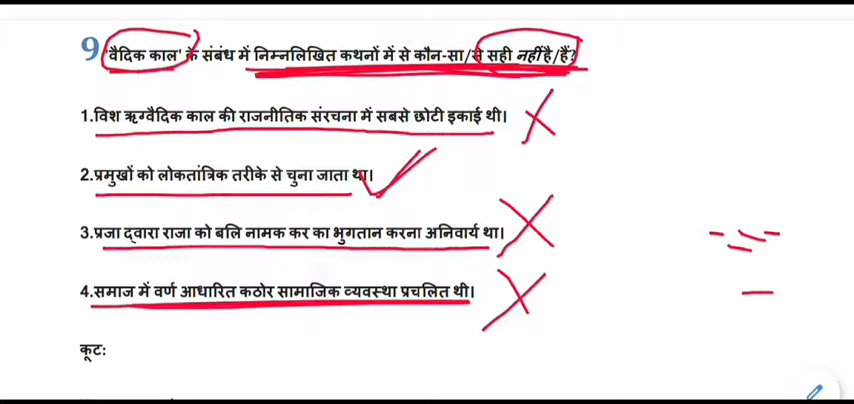 9 'वैदिक काल' के संबंध में निम्नलिखित कथनों में से कौन-सा/से सही नहीं है/हैं?
1.विश ऋग्वैदिक काल की राजनीतिक संरचना में सबसे छोटी इकाई थी।
2.प्रमुखों को लोकतांत्रिक तरीके से चुना जाता था।
3.प्रजा द्वारा राजा को बलि नामक कर का भुगतान करना अनिवार्य था।
4.समाज में वर्ण आधारित कठोर सामाजिक व्यवस्था प्रचलित थी।
कूट: